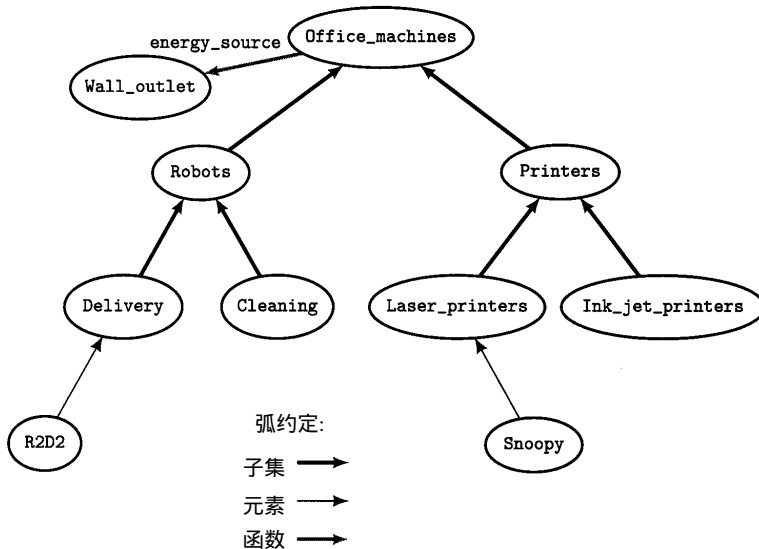 Office_machines
energy_source
Wall_outlet
Robots
Printers
Delivery
Cleaning
Laser_printers
Ink_jet_printers
R2D2
Snoopy
弧约定:
子集
元素
函数